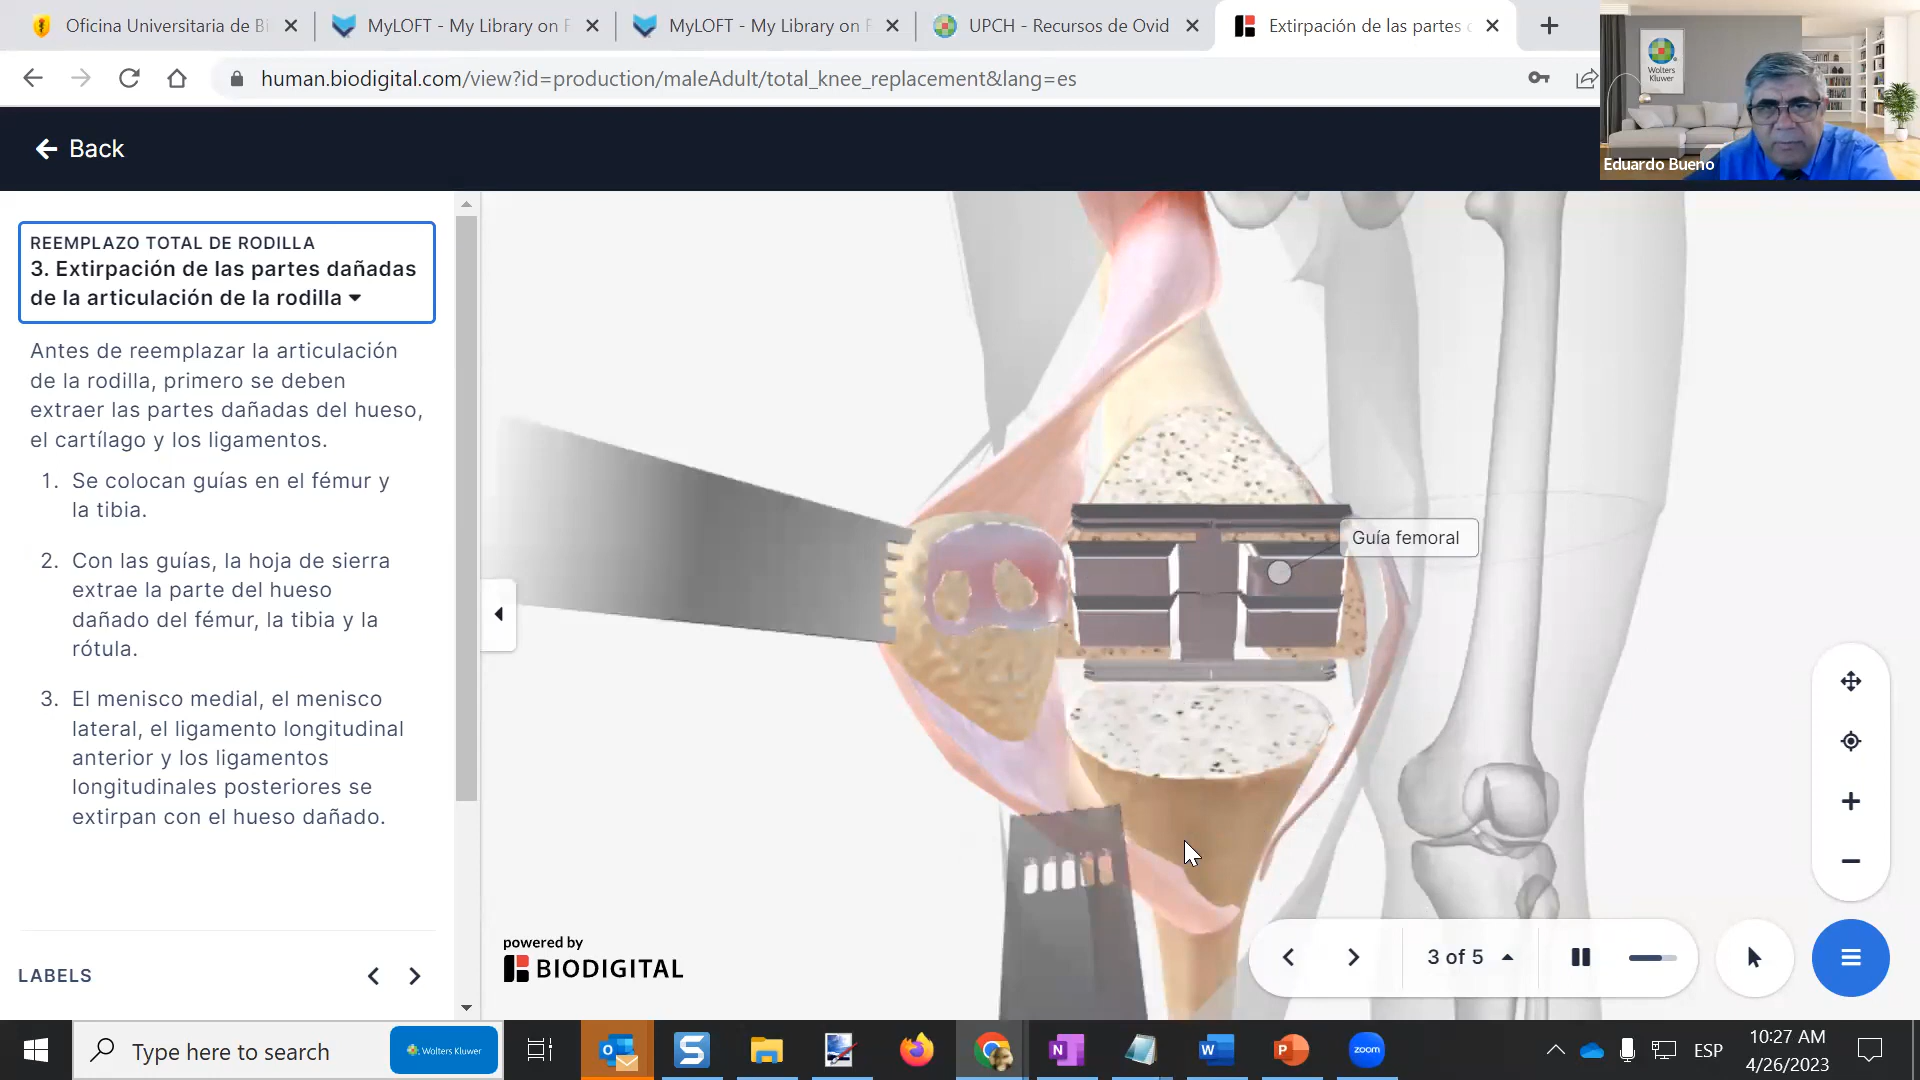 Oficina Universitaria de Bi
MyLOFT - My Library on F
MyLOFT - My Library on F
UPCH - Recursos de Ovid
Extirpación de las partes d
human.biodigital.com/view?id=production/maleAdult/total_knee_replacement&lang=es
Wolters
Kluwer
Eduardo Bueno
Back
REEMPLAZO TOTAL DE RODILLA
3. Extirpación de las partes dañadas
de la articulación de la rodilla
Antes de reemplazar la articulación
de la rodilla, primero se deben
extraer las partes dañadas del hueso,
el cartílago y los ligamentos.
1. Se colocan guías en el fémur y
la tibia.
2. Con las guías, la hoja de sierra
extrae la parte del hueso
dañado del fémur, la tibia y la
rótula.
3. El menisco medial, el menisco
lateral, el ligamento longitudinal
anterior y los ligamentos
longitudinales posteriores se
extirpan con el hueso dañado.
LABELS
Guía femoral
powered by
BIODIGITAL
3 of 5
Type here to search
Wolters Kluwer
zoom
ESP
10:27 AM
4/26/2023